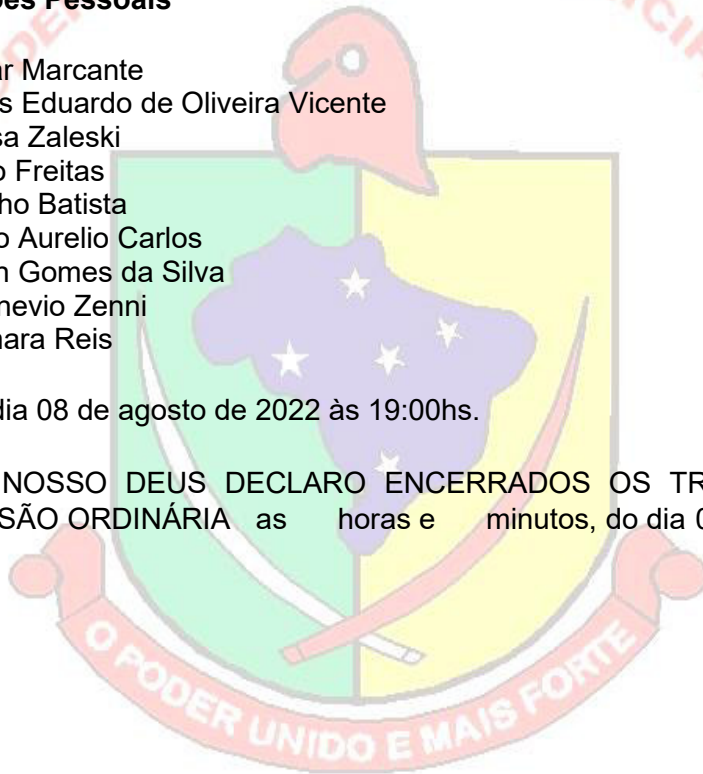 ões Pessoais
ar Marcante
s Eduardo de Oliveira Vicente
sa Zaleski
o Freitas
ho Batista
o Aurelio Carlos
n Gomes da Silva
nevio Zenni
nara Reis
dia 08 de agosto de 2022 às 19:00hs.
NOSSO DEUS DECLARO ENCERRADOS OS TR
SÃO ORDINÁRIA as horas e minutos, do dia 0
O PODER UNIDO E MAIS FORTE